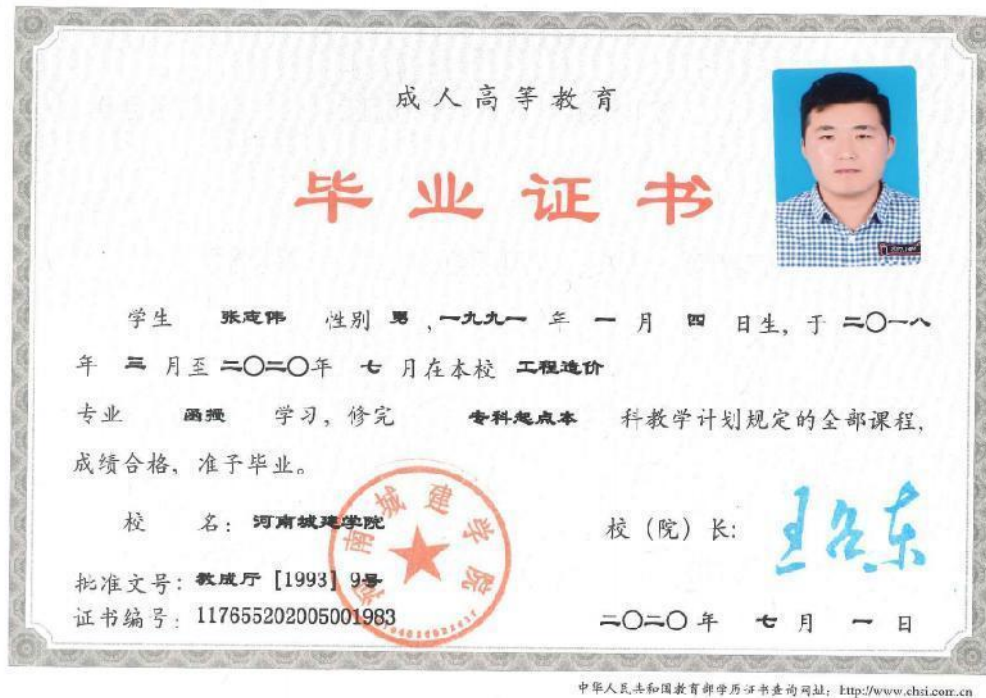 成人高等教育
毕业证书
学生 张志伟 性别 男 ,一九九一 年 一 月 四 日生, 于 二〇一八
年 三 月至 二〇二〇年 七 月在本校 工程造价
专业 函授 学习, 修完 专科起点本 科教学计划规定的全部课程,
成绩合格, 准予毕业。
校 名: 河南城建学院
校 (院) 长:
河南城建学院
批准文号: 教成厅 [1993] 9号
证书编号: 117655202005001983
二〇二〇 年 七 月 一 日
中华人民共和国教育部学历证书查询网址: http://www.chsi.com.cn